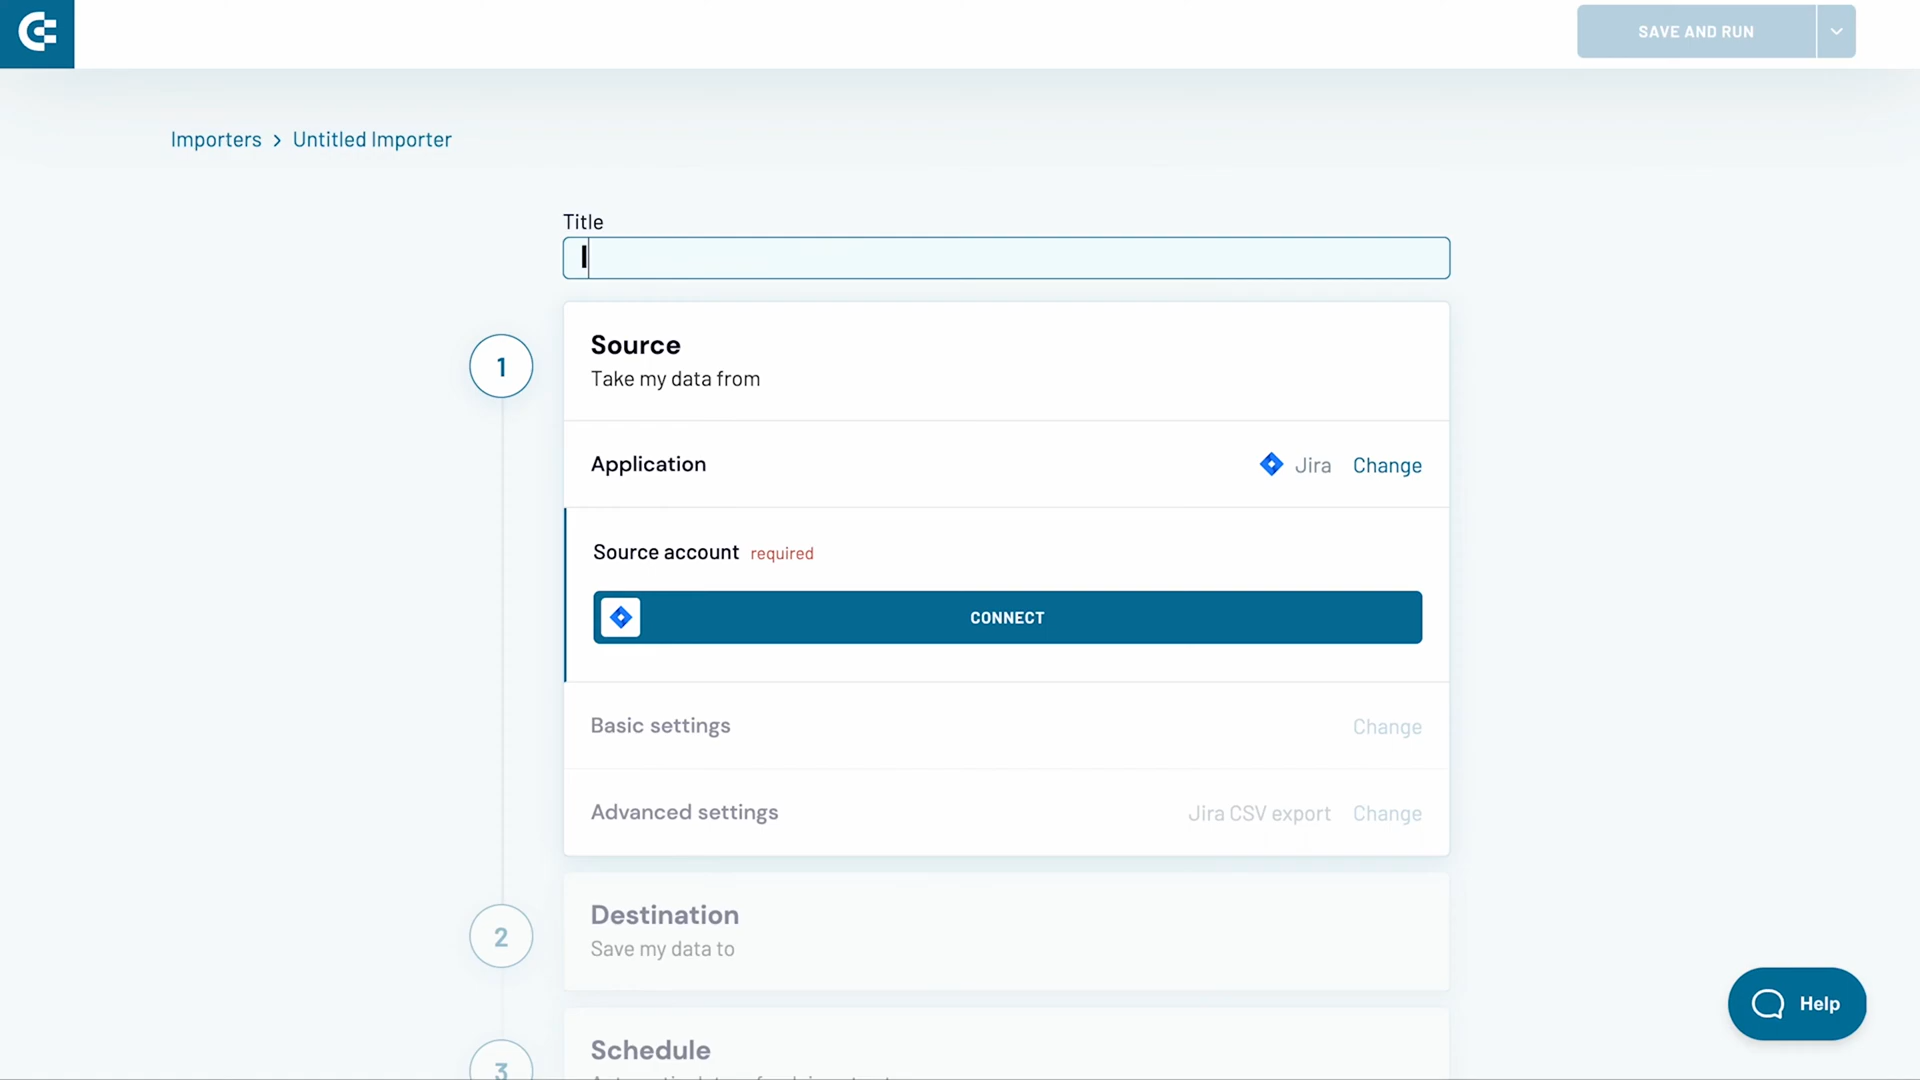 SAVE AND RUN
Importers > Untitled Importer
Title
1
Source
Take my data from
Application
Jira Change
Source account required
CONNECT
Basic settings
Change
Advanced settings
Jira CSV export Change
2
Destination
Save my data to
3
Schedule
Help